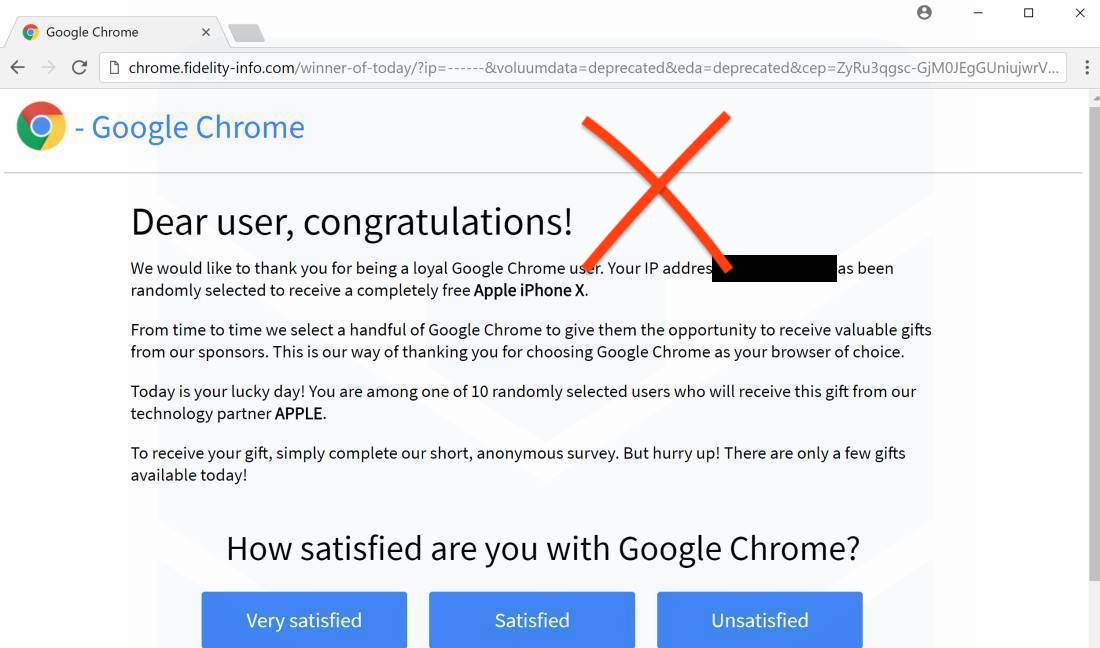 Google Chrome
chrome.fidelity-info.com/winner-of-today/?ip=------&voluumdata=deprecated&eda=deprecated&cep=ZyRu3qgsc-GjM0JEgGUniujwrV...
- Google Chrome
Dear user, congratulations!
We would like to thank you for being a loyal Google Chrome user. Your IP addres as been
randomly selected to receive a completely free Apple iPhone X.
From time to time we select a handful of Google Chrome to give them the opportunity to receive valuable gifts
from our sponsors. This is our way of thanking you for choosing Google Chrome as your browser of choice.
Today is your lucky day! You are among one of 10 randomly selected users who will receive this gift from our
technology partner APPLE.
To receive your gift, simply complete our short, anonymous survey. But hurry up! There are only a few gifts
available today!
How satisfied are you with Google Chrome?
Very satisfied
Satisfied
Unsatisfied